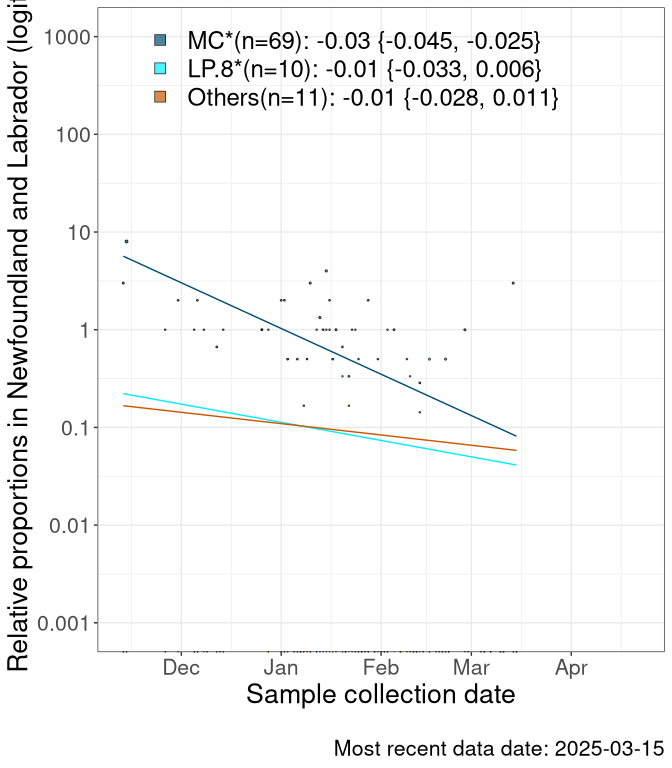 Relative proportions in Newfoundland and Labrador (logit
1000
100
10
1
0.1
0.01
0.001
MC*(n=69): -0.03 {-0.045, -0.025}
LP.8*(n=10): -0.01 {-0.033, 0.006}
Others(n=11): -0.01 {-0.028, 0.011}
Dec Jan Feb Mar Apr
Sample collection date
Most recent data date: 2025-03-15